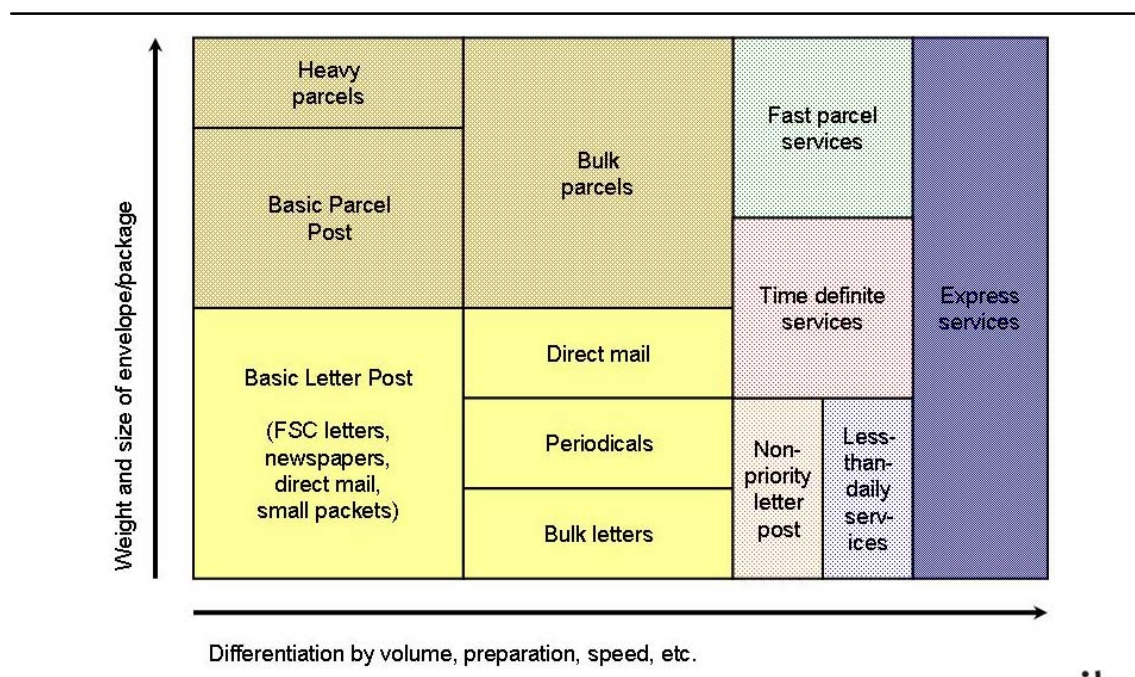 Heavy
parcels
Basic Parcel
Post
Basic Letter Post
(FSC letters,
newspapers,
direct mail,
small packets)
Bulk
parcels
Direct mail
Periodicals
Bulk letters
Fast parcel
services
Time definite
services
Non-
priority
letter
post
Less-
than-
daily
serv-
ices
Express
services
Weight and size of envelope/package
Differentiation by volume, preparation, speed, etc.